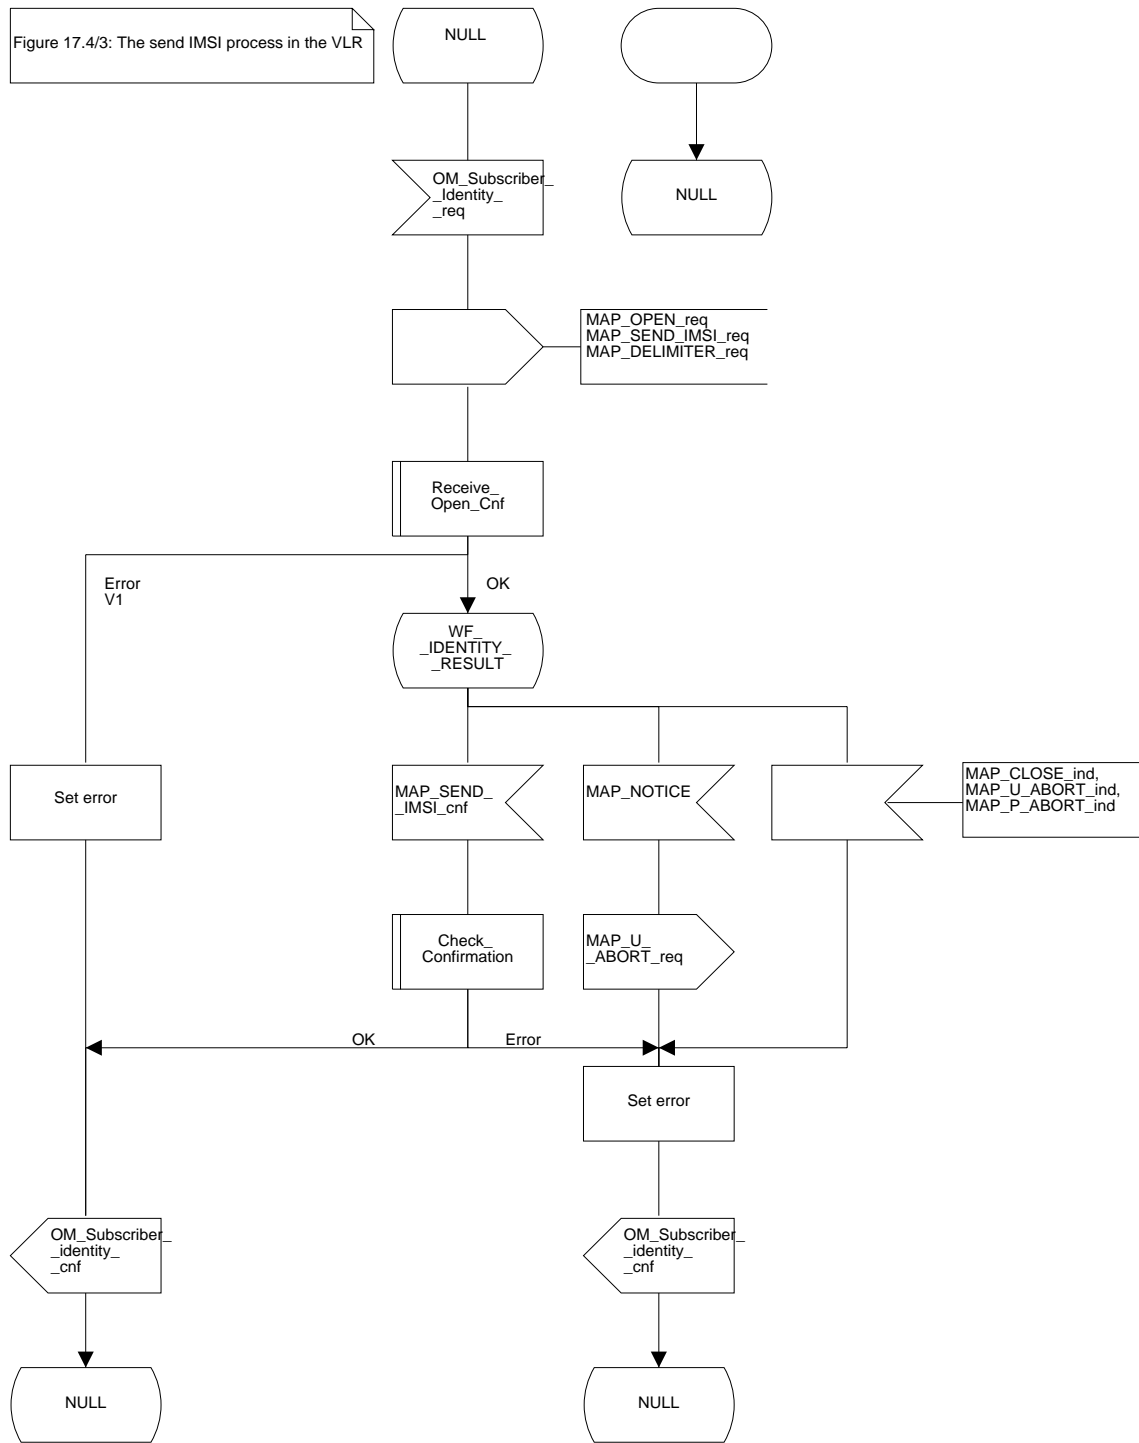 Figure 17.4/3: The send IMSI process in the VLR
NULL
OM_Subscriber_
_Identity_
_req
NULL
MAP_OPEN_req
MAP_SEND_IMSI_req
MAP_DELIMITER_req
Receive_
Open_Cnf
Error
V1
OK
WF_
_IDENTITY_
_RESULT
Set error
MAP_SEND_
_IMSI_cnf
MAP_NOTICE
MAP_CLOSE_ind,
MAP_U_ABORT_ind,
MAP_P_ABORT_ind
Check_
Confirmation
MAP_U_
_ABORT_req
OK
Error
Set error
OM_Subscriber_
_identity_
_cnf
OM_Subscriber_
_identity_
_cnf
NULL
NULL